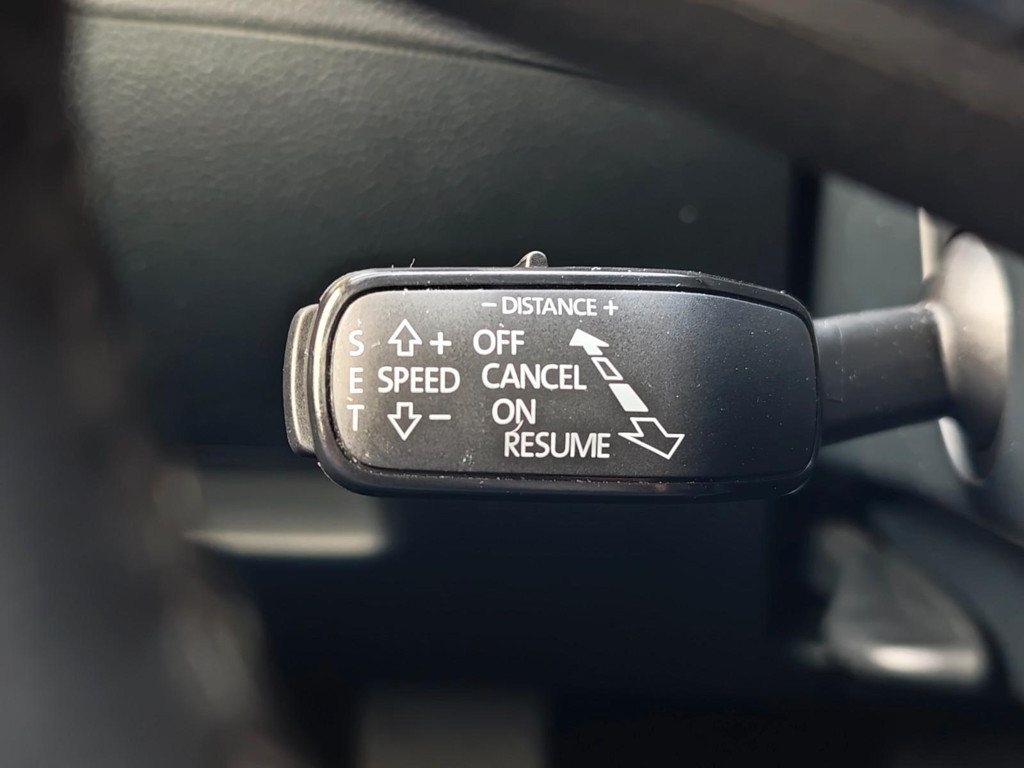 - DISTANCE +
S + OFF
E SPEED CANCEL
T - ON
RESUME